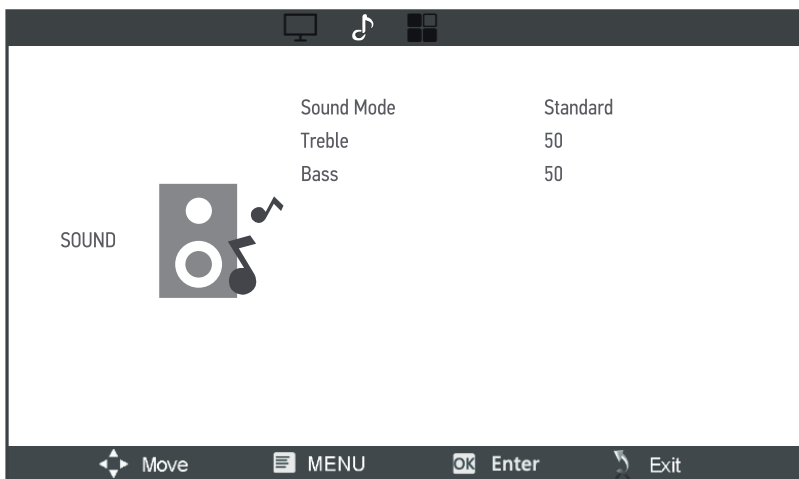 Sound Mode Standard
Treble 50
Bass 50
SOUND
Move MENU OK Enter Exit